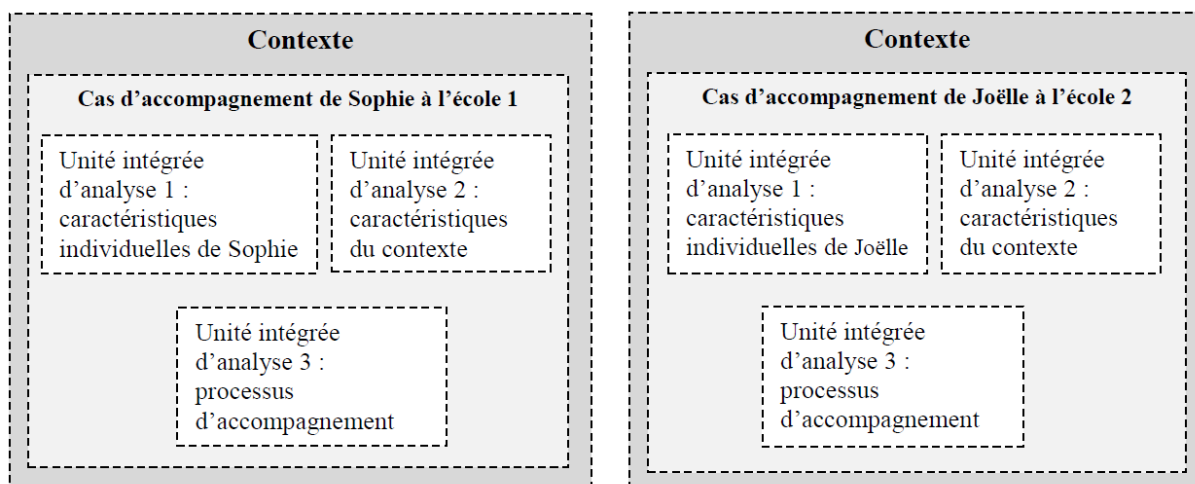 Contexte
Cas d’accompagnement de Sophie à l’école 1
Unité intégrée
d’analyse 1 :
caractéristiques
individuelles de Sophie
Unité intégrée
d’analyse 2 :
caractéristiques
du contexte
Unité intégrée
d’analyse 3 :
processus
d’accompagnement
Contexte
Cas d’accompagnement de Joëlle à l’école 2
Unité intégrée
d’analyse 1 :
caractéristiques
individuelles de Joëlle
Unité intégrée
d’analyse 2 :
caractéristiques
du contexte
Unité intégrée
d’analyse 3 :
processus
d’accompagnement